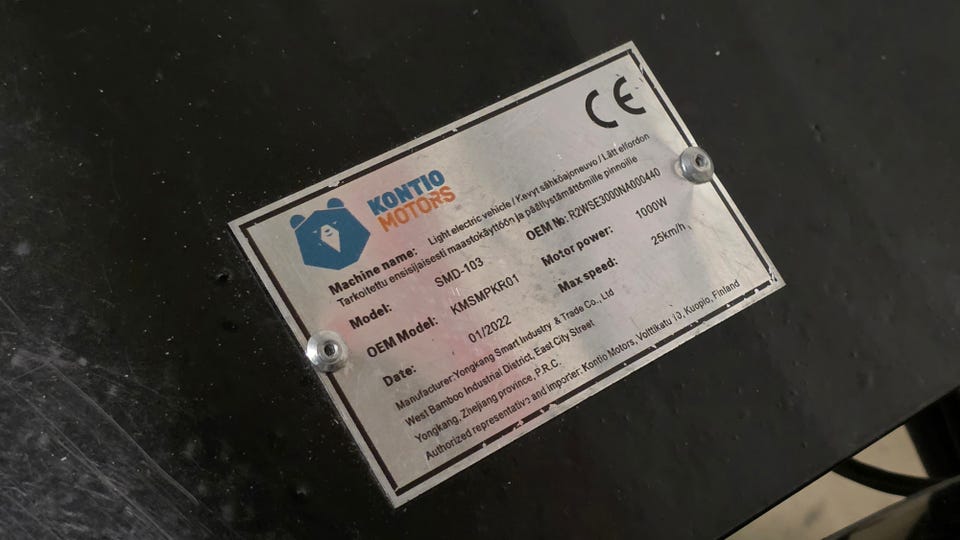 CE
KONTIO
MOTORS
Machine name: Light electric vehicle / Kevyt sähköajoneuvo / Lätt elfordon
Tarkoitettu ensisijaisesti maastokäyttöön ja päällystämättömille pinnoille
Model: SMD-103 OEM №: R2WSE3000NA000440
OEM Model: KMSMPKR01 Motor power: 1000W
Date: 01/2022 Max speed: 25km/h
Manufacturer:Yongkang Smart Industry & Trade Co., Ltd
West Bamboo Industrial District, East City Street
Yongkang, Zhejiang province, P.R.C.
Authorized representative and importer: Kontio Motors, Voittikatu 10, Kuopio, Finland